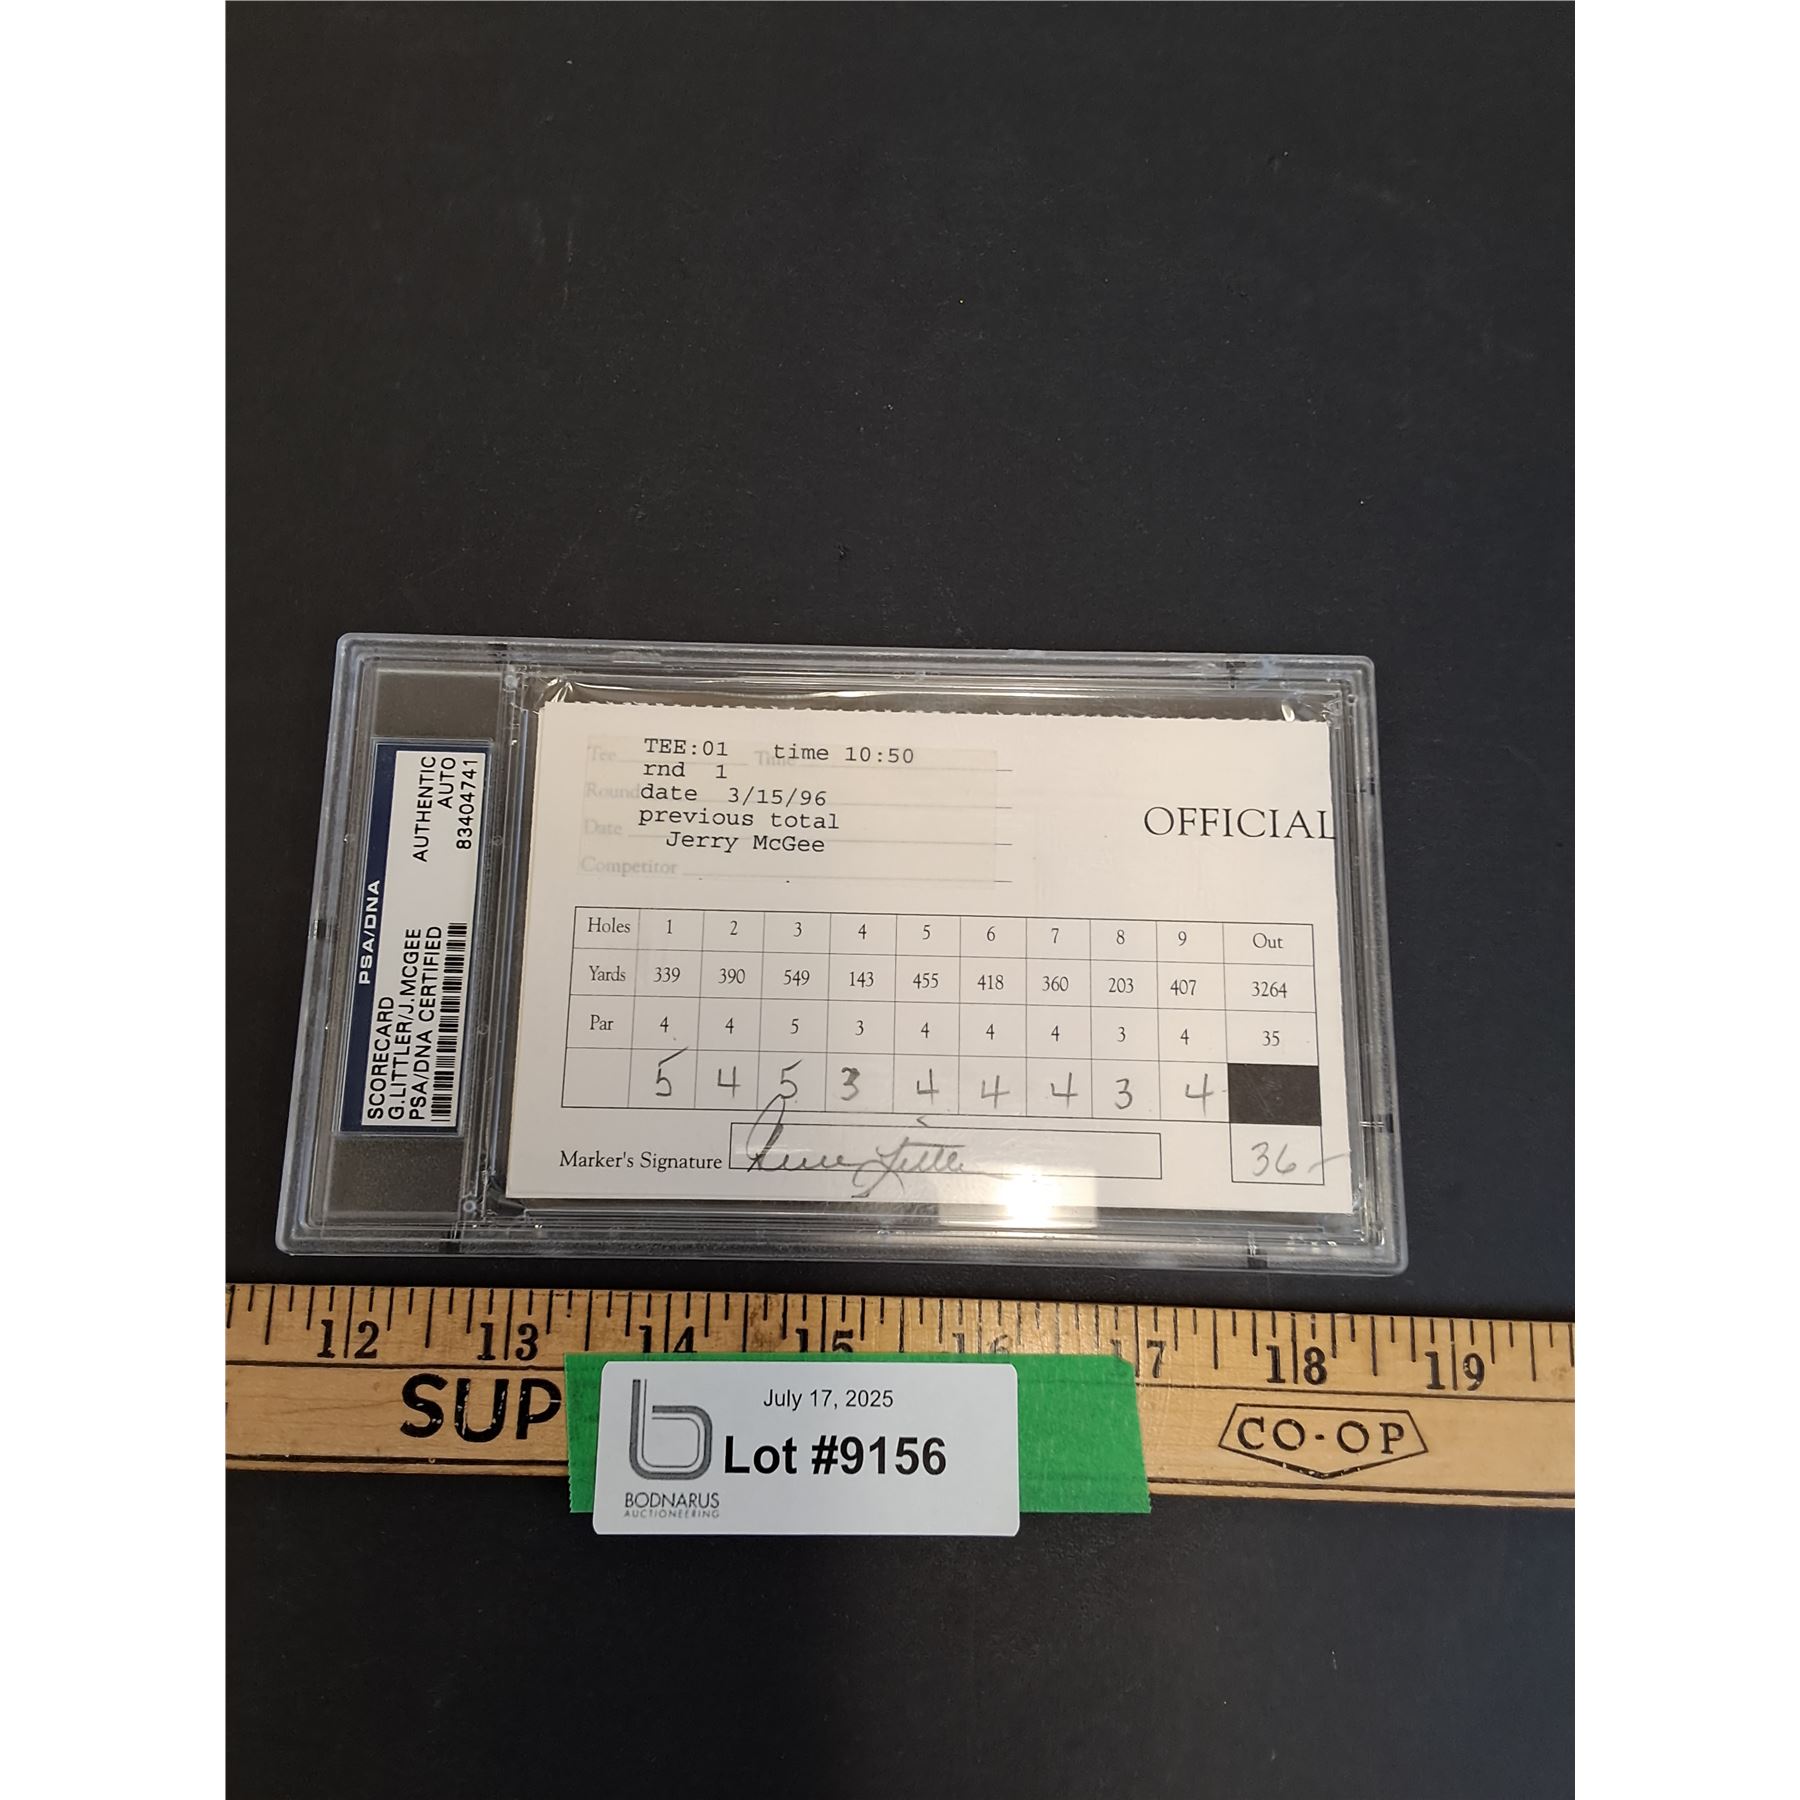 PSA/DNA
SCORECARD
G.LITTLER/J.MCGEE AUTHENTIC
PSA/DNA CERTIFIED AUTO
83404741
TEE:01 time 10:50
rnd 1
date 3/15/96
previous total
Jerry McGee
Tee Time
Round
Date
Competitor
OFFICIAL
Holes 1 2 3 4 5 6 7 8 9 Out
Yards 339 390 549 143 455 418 360 203 407 3264
Par 4 4 5 3 4 4 4 3 4 35
5 4 5 3 4 4 4 3 4
Marker's Signature Gene Littler 36
12 13 14 15 16 17 18 19
SUP CO-OP
July 17, 2025
Lot #9156
BODNARUS
AUCTIONEERING